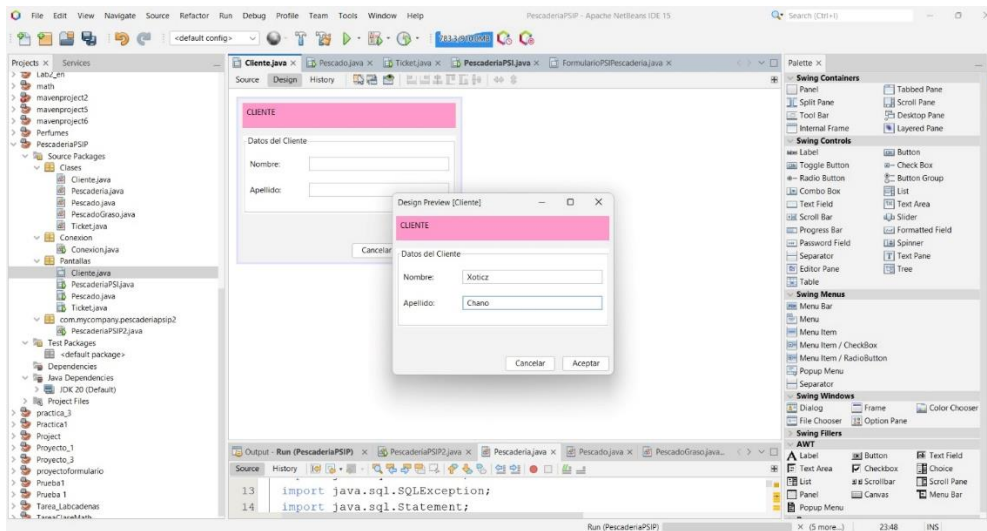 File Edit View Navigate Source Refactor Run Debug Profile Team Tools Window Help
PescaderiaPSIP - Apache NetBeans IDE 15
Search (Ctrl+I)
<default config>
Projects
Services
Lab2_en
math
mavenproject2
mavenproject5
mavenproject6
Perfumes
PescaderiaPSIP
Source Packages
Clases
Cliente.java
Pescaderia.java
Pescado.java
PescadoGraso.java
Ticket.java
Conexion
Conexion.java
Pantallas
Cliente.java
PescaderiaPSI.java
Pescado.java
Ticket.java
com.mycompany.pescaderiapsip2
PescaderiaPSIP2.java
Test Packages
<default package>
Dependencies
Java Dependencies
JDK 20 (Default)
Project Files
practica_3
Practica1
Project
Proyecto_1
Proyecto_3
proyectoformulario
Prueba1
Prueba 1
Tarea_Labcadenas
TareaClaseMath
Cliente.java
Pescado.java
Ticket.java
PescaderiaPSI.java
FormularioPSIPescaderia.java
Source Design History
CLIENTE
Datos del Cliente
Nombre:
Apellido:
Cancelar
Design Preview [Cliente]
CLIENTE
Datos del Cliente
Nombre: Xoticz
Apellido: Chano
Cancelar Aceptar
Output - Run (PescaderiaPSIP)
PescaderiaPSIP2.java
Pescaderia.java
Pescado.java
PescadoGraso.java...
Source History
13 import java.sql.SQLException;
14 import java.sql.Statement;
Palette
Swing Containers
Panel Tabbed Pane
Split Pane Scroll Pane
Tool Bar Desktop Pane
Internal Frame Layered Pane
Swing Controls
Label Button
Toggle Button Check Box
Radio Button Button Group
Combo Box List
Text Field Text Area
Scroll Bar Slider
Progress Bar Formatted Field
Password Field Spinner
Separator Text Pane
Editor Pane Tree
Table
Swing Menus
Menu Bar
Menu
Menu Item
Menu Item / CheckBox
Menu Item / RadioButton
Popup Menu
Separator
Swing Windows
Dialog Frame Color Chooser
File Chooser Option Pane
Swing Fillers
AWT
Label Button Text Field
Text Area Checkbox Choice
List Scrollbar Scroll Pane
Panel Canvas Menu Bar
Popup Menu
Run (PescaderiaPSIP)
(5 more...)
23:48
INS